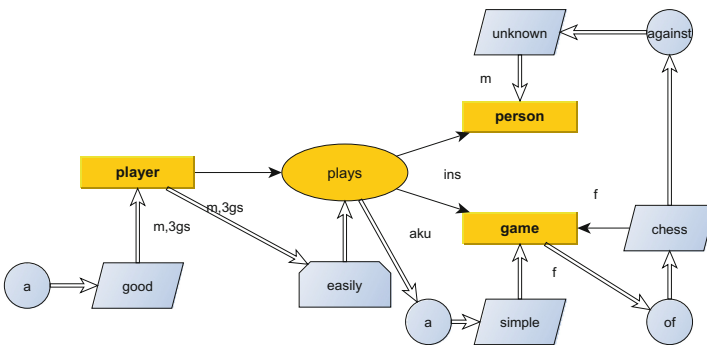 unknown
against
m
person
player
plays
ins
m,3gs
m,3gs
f
game
chess
aku
a
good
easily
f
a
simple
of